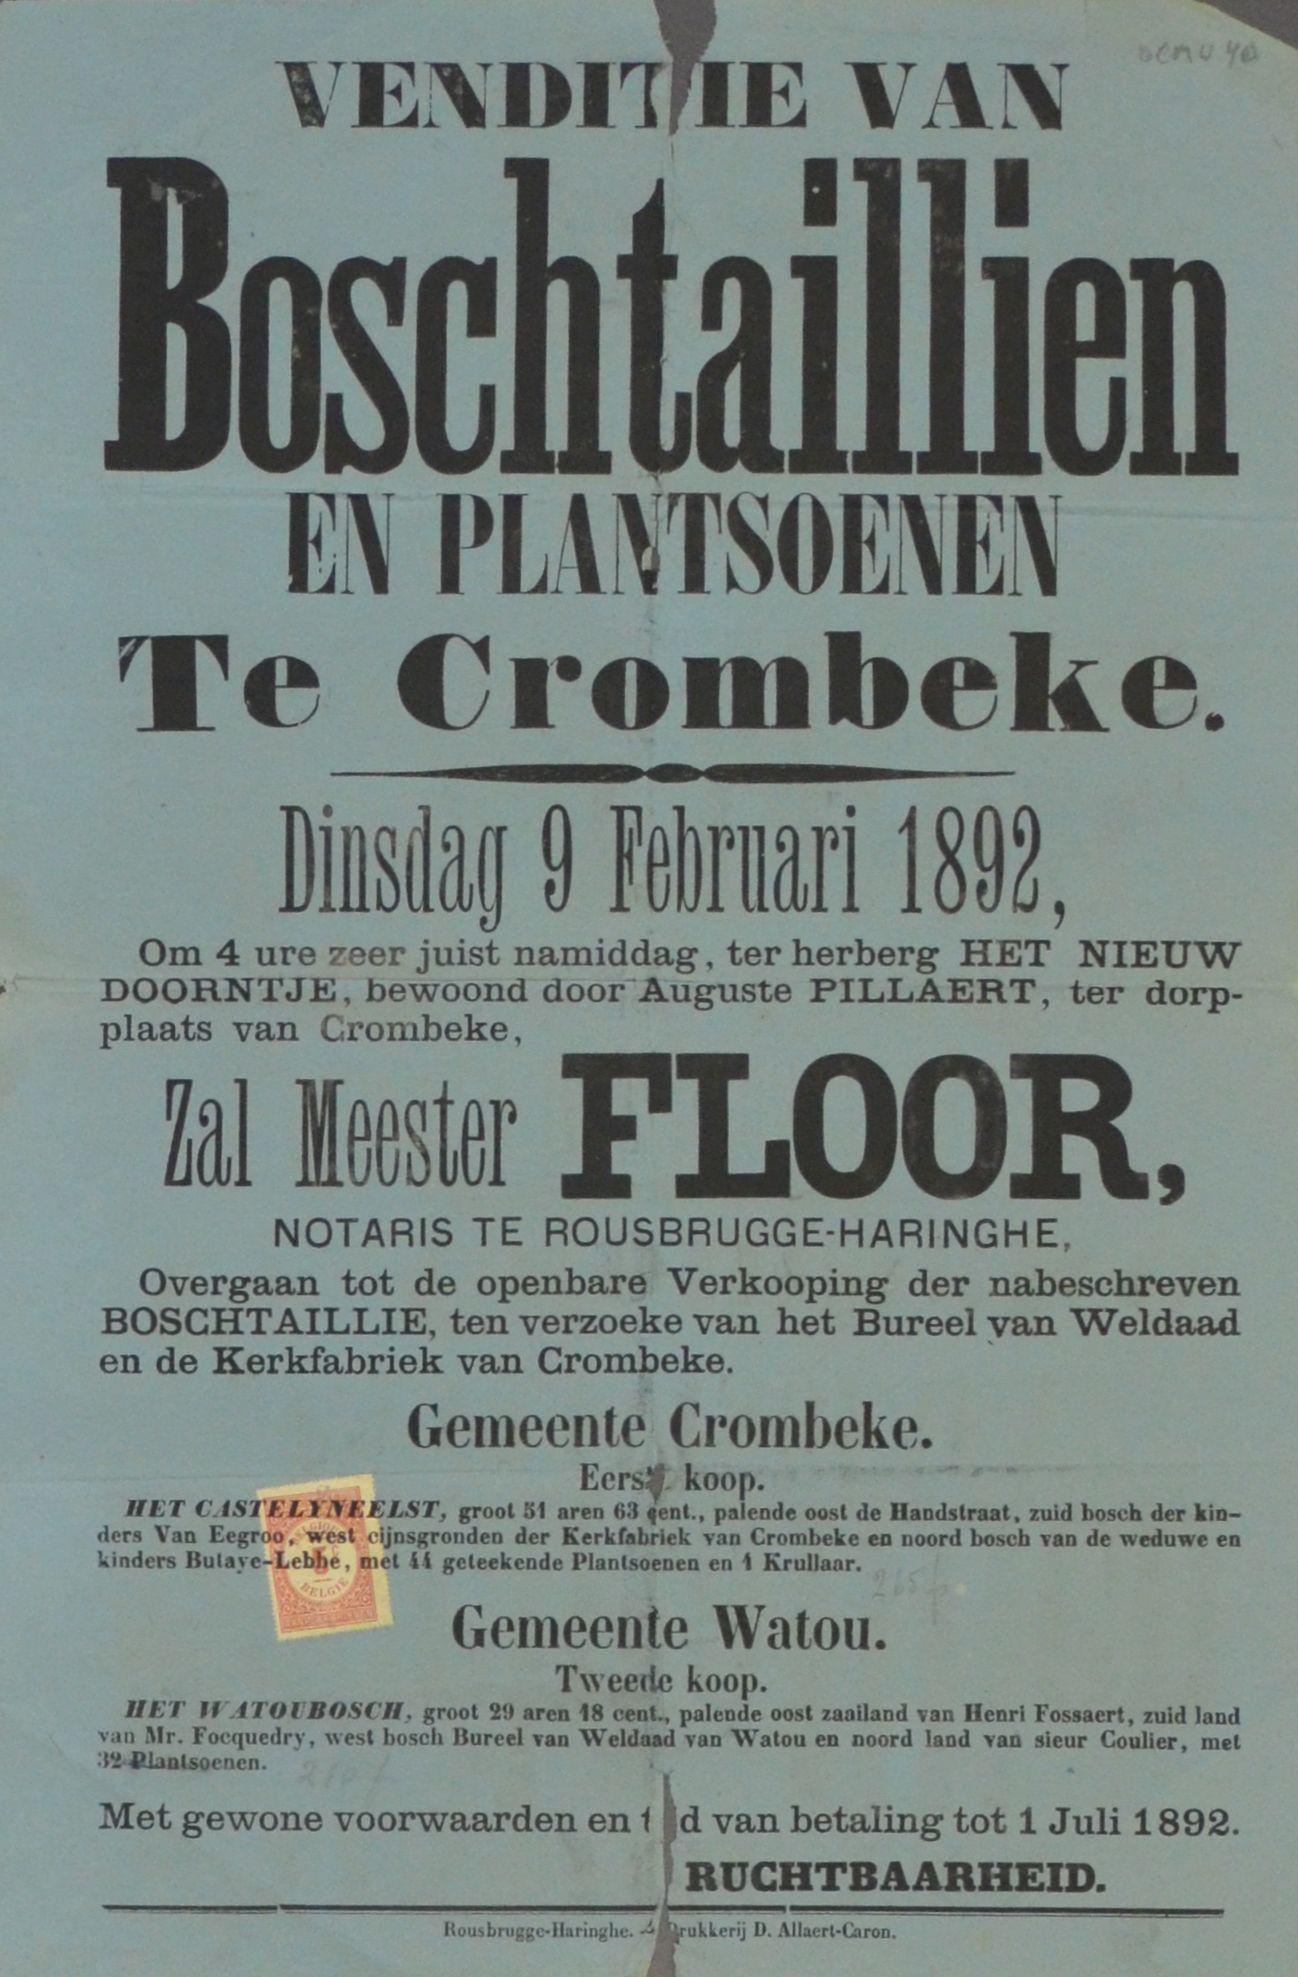 VENDITIE VAN
Boschtaillien
EN PLANTSOENEN
Te Crombeke.
Dinsdag 9 Februari 1892,
Om 4 ure zeer juist namiddag, ter herberg HET NIEUW
DOORNTJE, bewoond door Auguste PILLAERT, ter dorp-
plaats van Crombeke,
Zal Meester FLOOR,
NOTARIS TE ROUSBRUGGE-HARINGHE,
Overgaan tot de openbare Verkooping der nabeschreven
BOSCHTAILLIE, ten verzoeke van het Bureel van Weldaad
en de Kerkfabriek van Crombeke.
Gemeente Crombeke.
Eerste koop.
HET CASTELYNEELST, groot 51 aren 63 cent., palende oost de Handstraat, zuid bosch der kin-
ders Van Eegroo, west cijnsgronden der Kerkfabriek van Crombeke en noord bosch van de weduwe en
kinders Butaye-Lebbe, met 44 geteekende Plantsoenen en 1 Krullaar.
BELGIE
Gemeente Watou.
Tweede koop.
HET WATOUBOSCH, groot 29 aren 18 cent., palende oost zaailand van Henri Fossaert, zuid land
van Mr. Focquedry, west bosch Bureel van Weldaad van Watou en noord land van sieur Coulier, met
32 Plantsoenen.
Met gewone voorwaarden en t d van betaling tot 1 Juli 1892.
RUCHTBAARHEID.
Rousbrugge-Haringhe. Drukkerij D. Allaert-Caron.